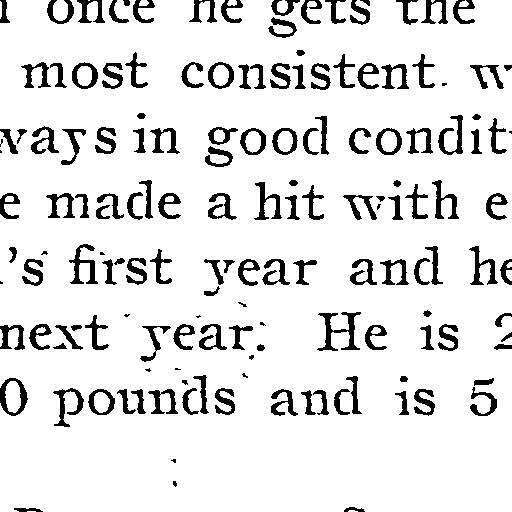 once he gets the
most consistent. w
ways in good condit
e made a hit with e
's first year and he
next year. He is 2
0 pounds and is 5